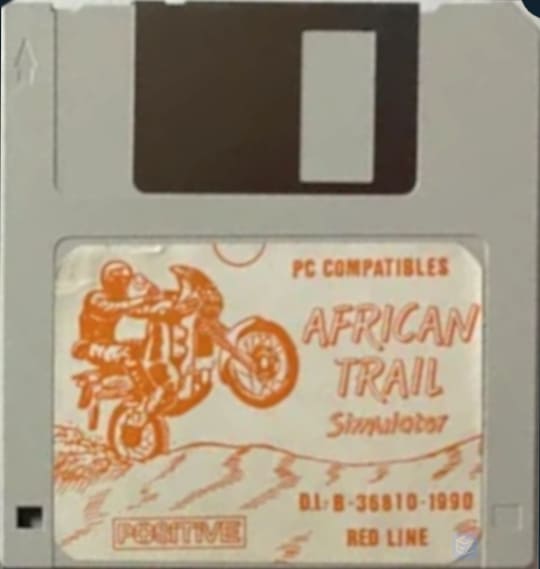 PC COMPATIBLES
AFRICAN
TRAIL
Simulator
D.L: B-36810-1990
POSITIVE
RED LINE